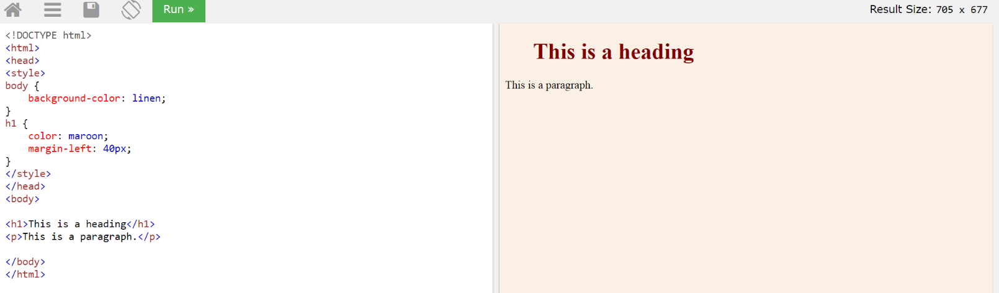 Run »
Result Size: 705 x 677
<!DOCTYPE html>
<html>
<head>
<style>
body {
    background-color: linen;
}
h1 {
    color: maroon;
    margin-left: 40px;
}
</style>
</head>
<body>

<h1>This is a heading</h1>
<p>This is a paragraph.</p>

</body>
</html>
This is a heading
This is a paragraph.